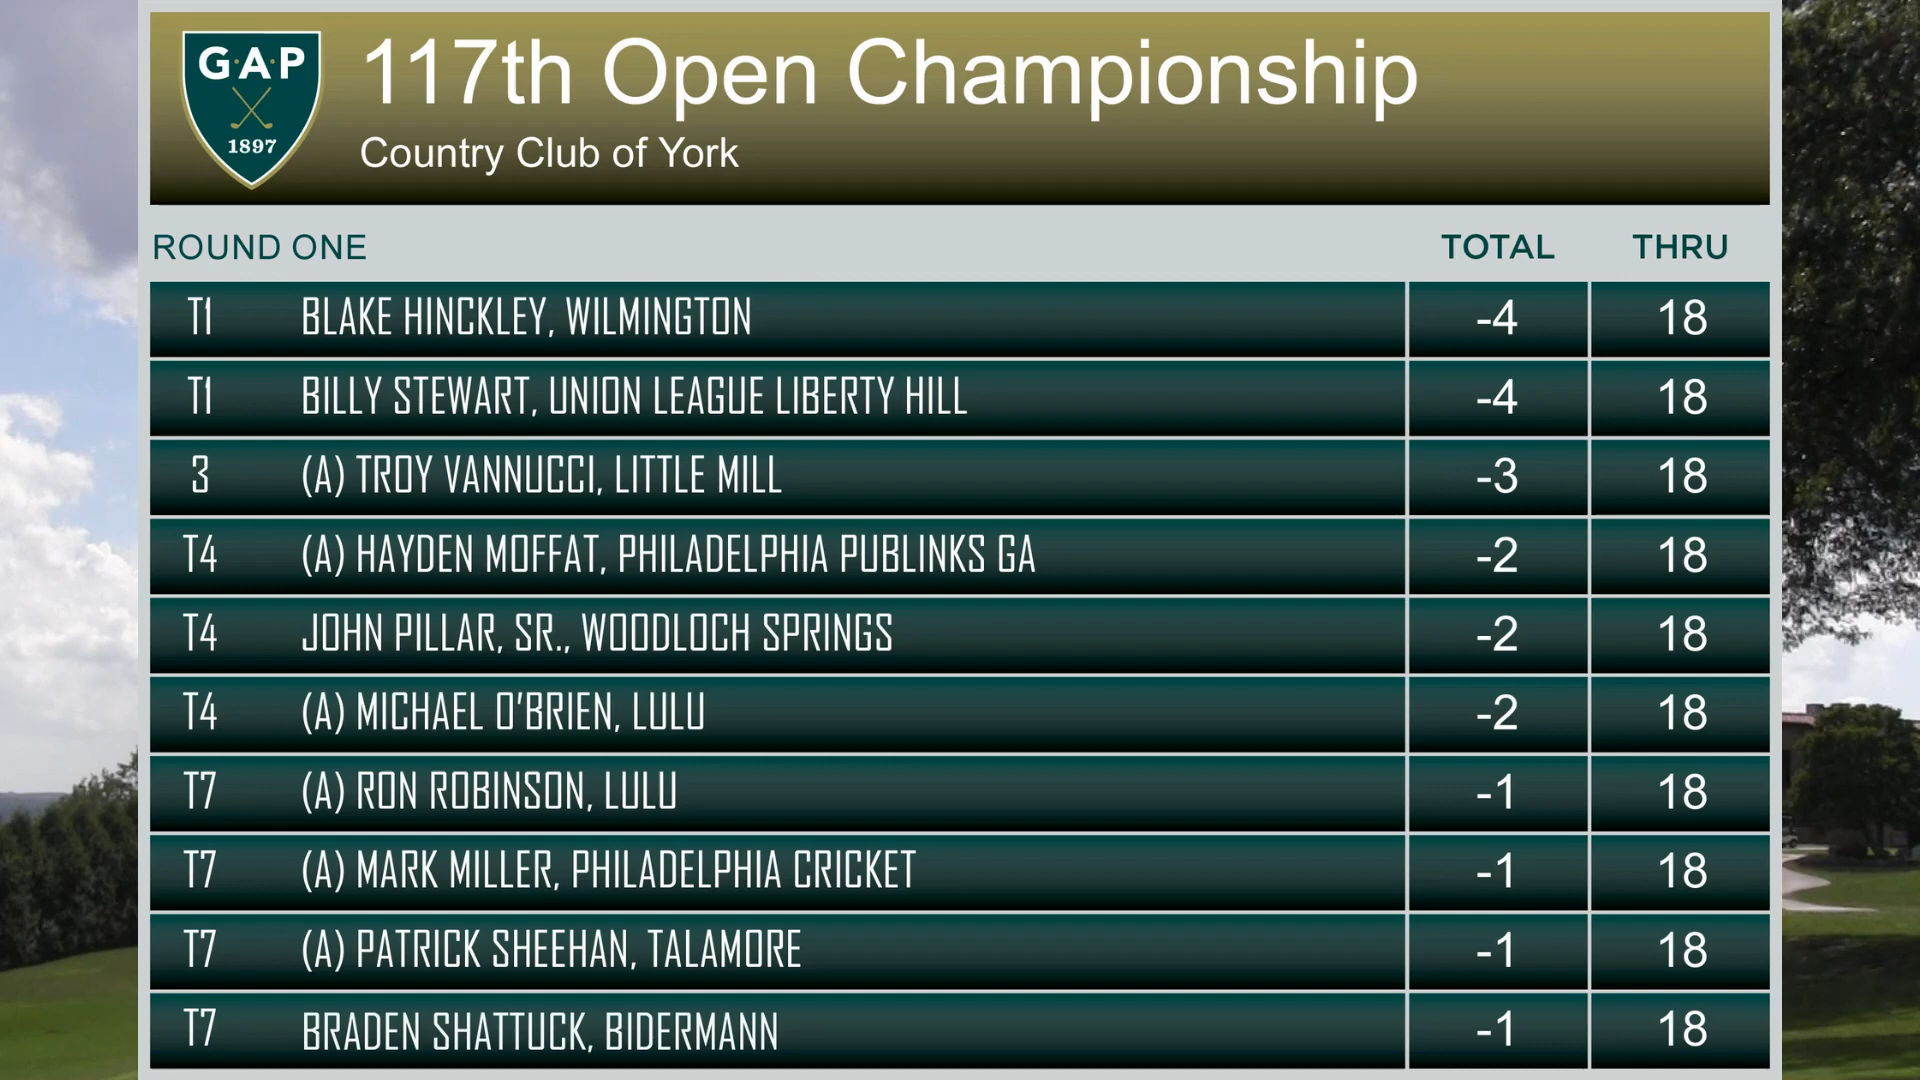 G·A·P
1897
117th Open Championship
Country Club of York
ROUND ONE TOTAL THRU
T1 BLAKE HINCKLEY, WILMINGTON -4 18
T1 BILLY STEWART, UNION LEAGUE LIBERTY HILL -4 18
3 (A) TROY VANNUCCI, LITTLE MILL -3 18
T4 (A) HAYDEN MOFFAT, PHILADELPHIA PUBLINKS GA -2 18
T4 JOHN PILLAR, SR., WOODLOCH SPRINGS -2 18
T4 (A) MICHAEL O'BRIEN, LULU -2 18
T7 (A) RON ROBINSON, LULU -1 18
T7 (A) MARK MILLER, PHILADELPHIA CRICKET -1 18
T7 (A) PATRICK SHEEHAN, TALAMORE -1 18
T7 BRADEN SHATTUCK, BIDERMANN -1 18